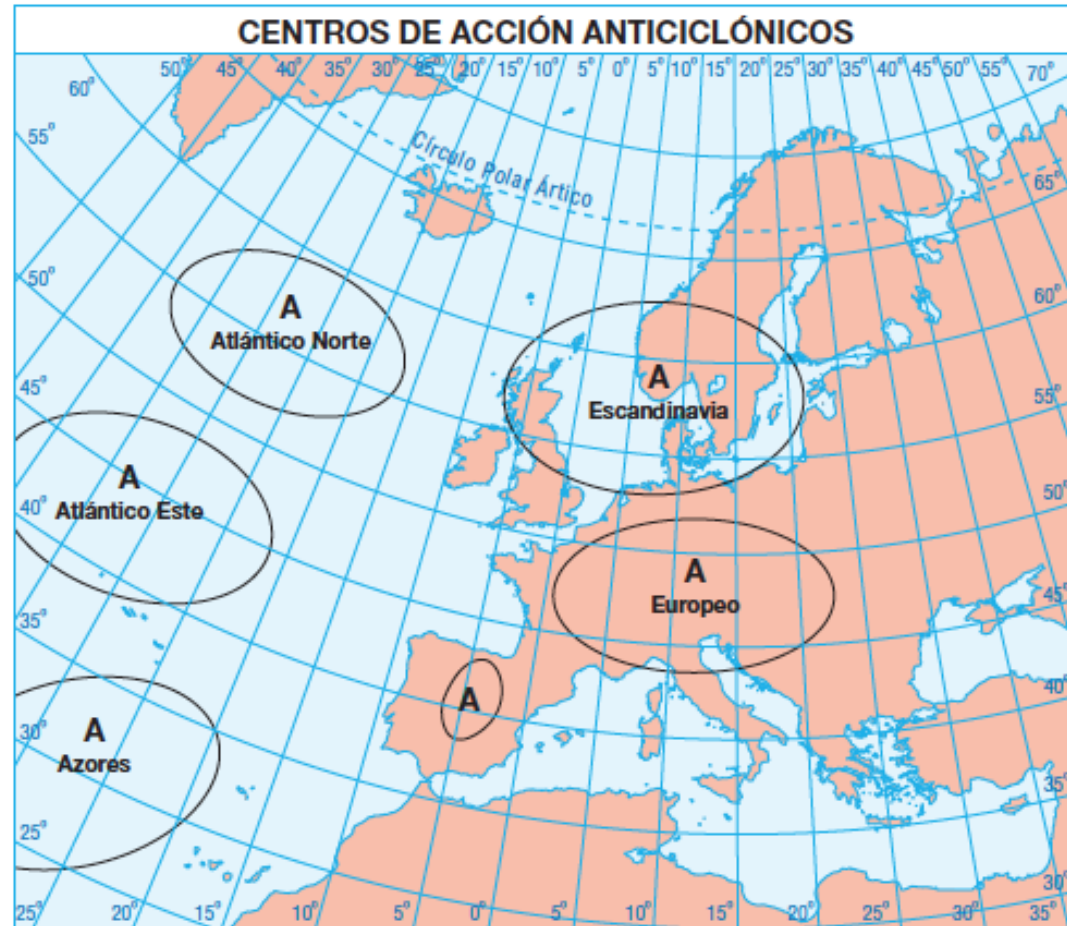 CENTROS DE ACCIÓN ANTICICLÓNICOS
50° 45° 40° 35° 30° 25° 20° 15° 10° 5° 0° 5° 10° 15° 20° 25° 30° 35° 40° 45° 50° 55° 70°
60°
55°
50°
45°
40°
35°
30°
25°
Círculo Polar Ártico
65°
60°
55°
50°
45°
40°
35°
30°
A
Atlántico Norte
A
Escandinavia
A
Atlántico Este
A
Europeo
A
A
Azores
25° 20° 15° 10° 5° 0° 5° 10° 15° 20° 25° 30° 35°